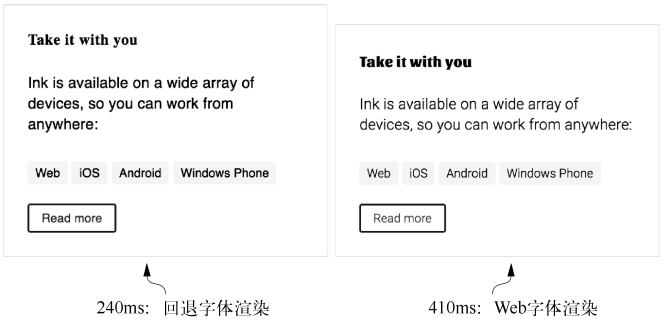 Take it with you
Ink is available on a wide array of
devices, so you can work from
anywhere:
Web iOS Android Windows Phone
Read more
240ms: 回退字体渲染
Take it with you
Ink is available on a wide array of
devices, so you can work from anywhere:
Web iOS Android Windows Phone
Read more
410ms: Web字体渲染